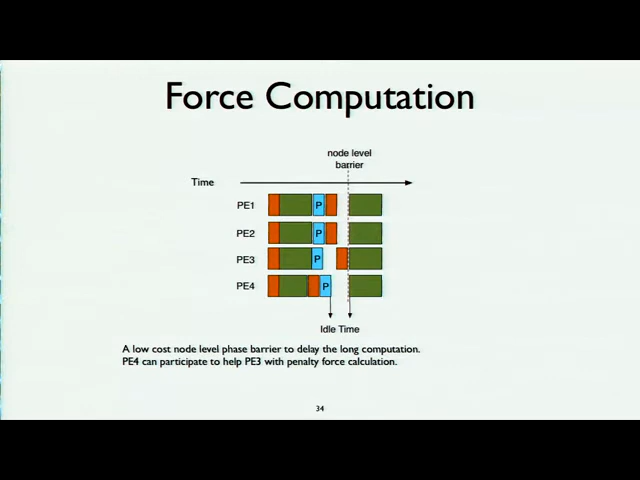 Force Computation
node level
barrier
Time
PE1 P
PE2 P
PE3 P
PE4 P
Idle Time
A low cost node level phase barrier to delay the long computation.
PE4 can participate to help PE3 with penalty force calculation.
34